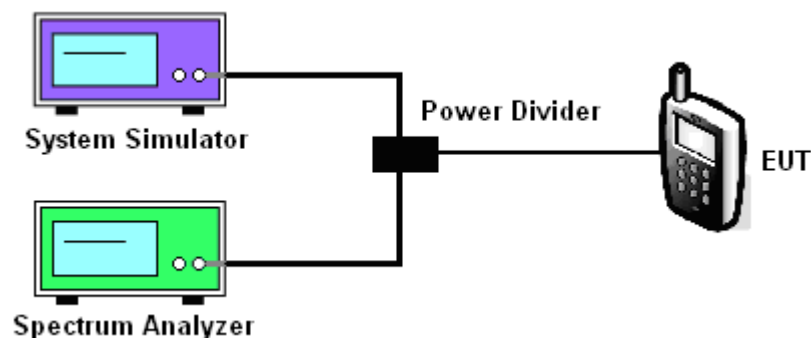 System Simulator
Power Divider
EUT
Spectrum Analyzer